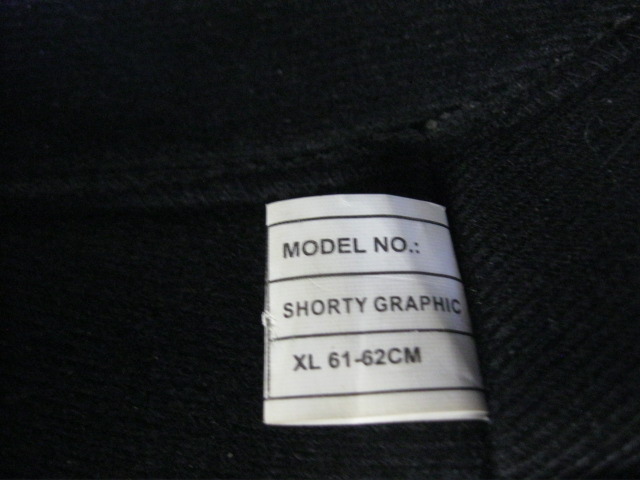 MODEL NO.:
SHORTY GRAPHIC
XL 61-62CM